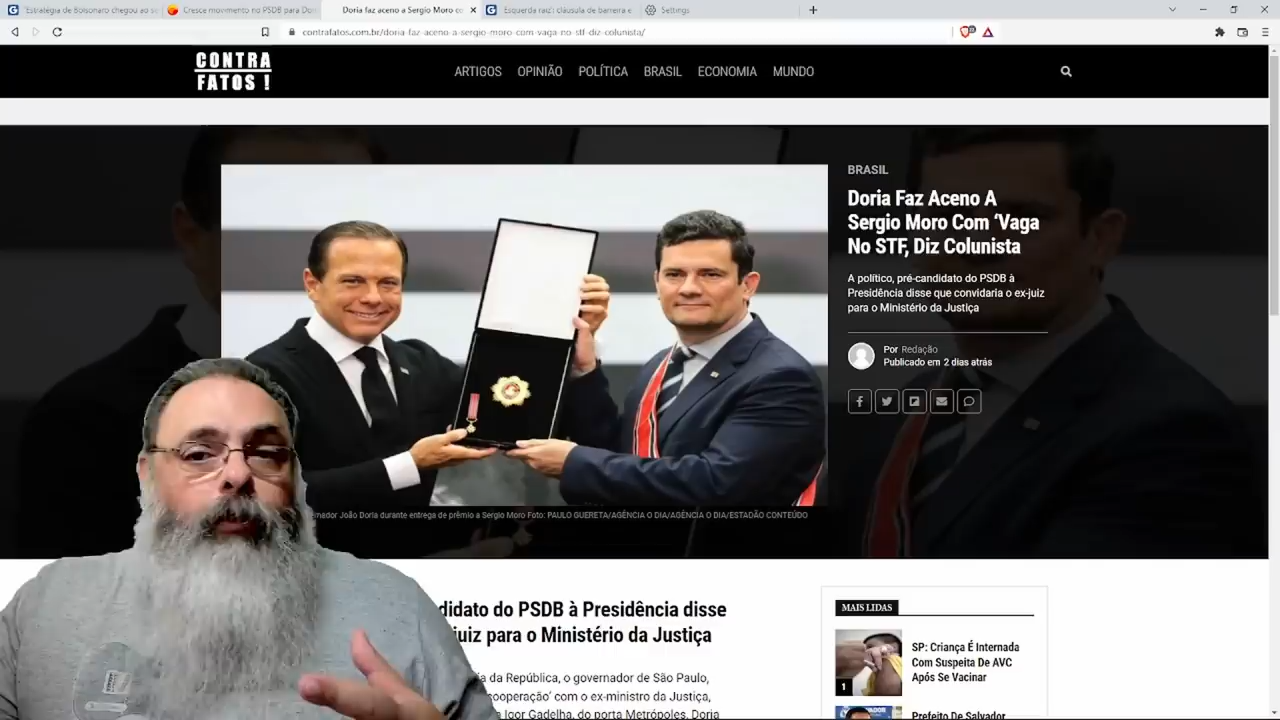 'Estratégia de Bolsonaro chegou ao
Cresce movimento no PSDB para
Doria faz aceno a Sergio Moro co
Esquerda raiz': cláusula de barreira e
Settings
contrafatos.com.br/doria-faz-aceno-a-sergio-moro-com-vaga-no-stf-diz-colunista/
CONTRA
FATOS !
ARTIGOS OPINIÃO POLÍTICA BRASIL ECONOMIA MUNDO
BRASIL
Doria Faz Aceno A
Sergio Moro Com ‘Vaga
No STF, Diz Colunista
A político, pré-candidato do PSDB à
Presidência disse que convidaria o ex-juiz
para o Ministério da Justiça
Por Redação
Publicado em 2 dias atrás
ernador João Doria durante entrega de prêmio a Sergio Moro Foto: PAULO GUERETA/AGÊNCIA O DIA/AGÊNCIA O DIA/ESTADÃO CONTEÚDO
didato do PSDB à Presidência disse
juiz para o Ministério da Justiça
ia da República, o governador de São Paulo,
cooperação’ com o ex-ministro da Justiça,
Igor Gadelha, do porta Metrópoles, Doria
MAIS LIDAS
1
SP: Criança É Internada
Com Suspeita De AVC
Após Se Vacinar
Prefeito De Salvador